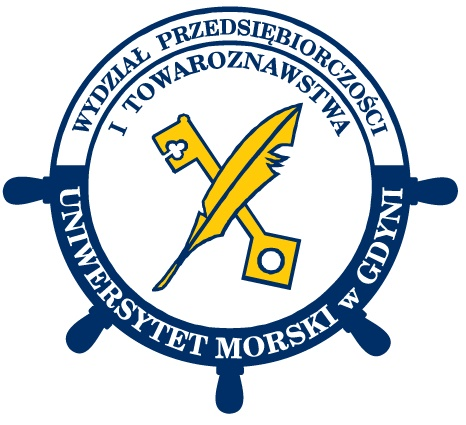 WYDZIAŁ PRZEDSIĘBIORCZOŚCI
I TOWAROZNAWSTWA
UNIWERSYTET MORSKI w GDYNI